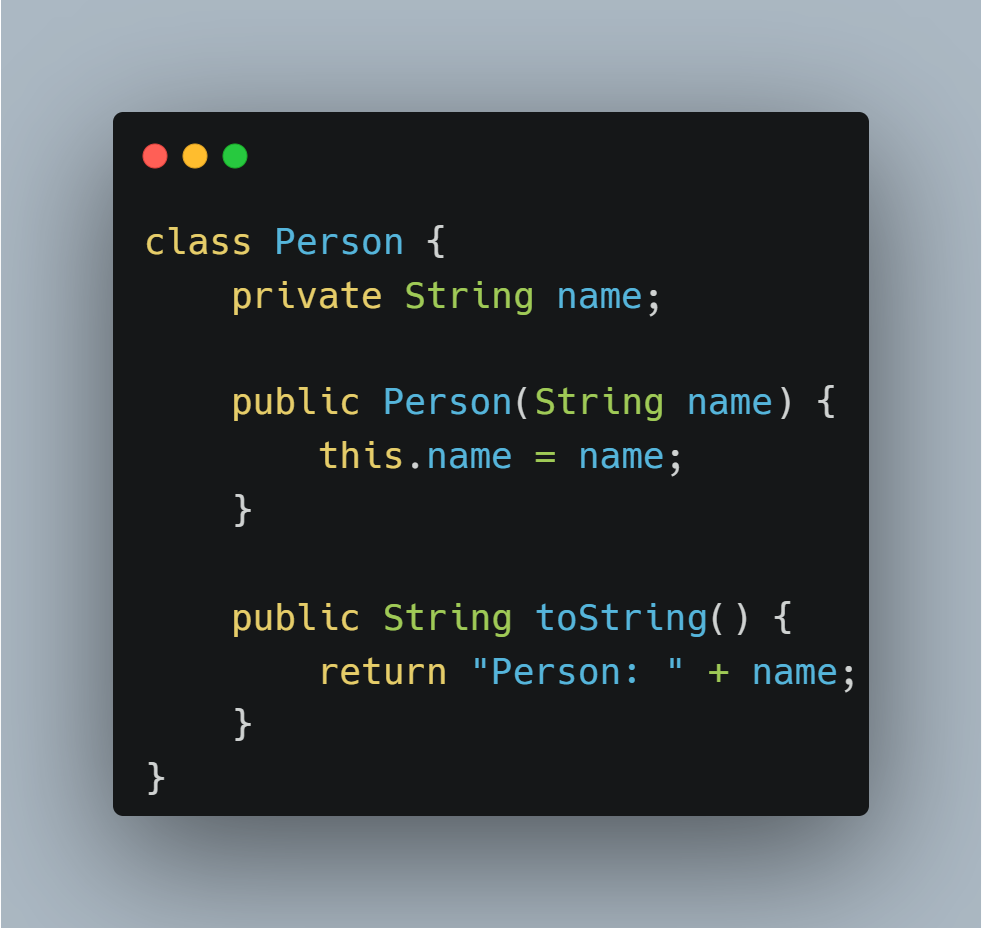 class Person {
    private String name;

    public Person(String name) {
        this.name = name;
    }

    public String toString() {
        return "Person: " + name;
    }
}